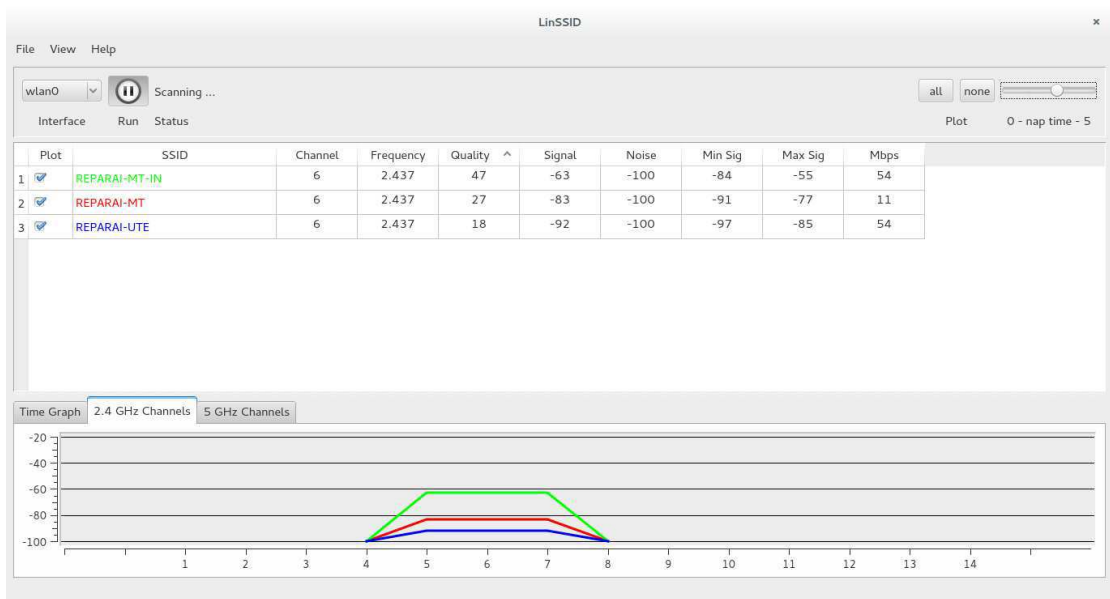 LinSSID ×
File View Help
wlan0 Scanning ... all none
Interface Run Status Plot 0 - nap time - 5
Plot SSID Channel Frequency Quality ^ Signal Noise Min Sig Max Sig Mbps
1 REPARAI-MT-IN 6 2.437 47 -63 -100 -84 -55 54
2 REPARAI-MT 6 2.437 27 -83 -100 -91 -77 11
3 REPARAI-UTE 6 2.437 18 -92 -100 -97 -85 54
Time Graph 2.4 GHz Channels 5 GHz Channels
-20
-40
-60
-80
-100
1 2 3 4 5 6 7 8 9 10 11 12 13 14